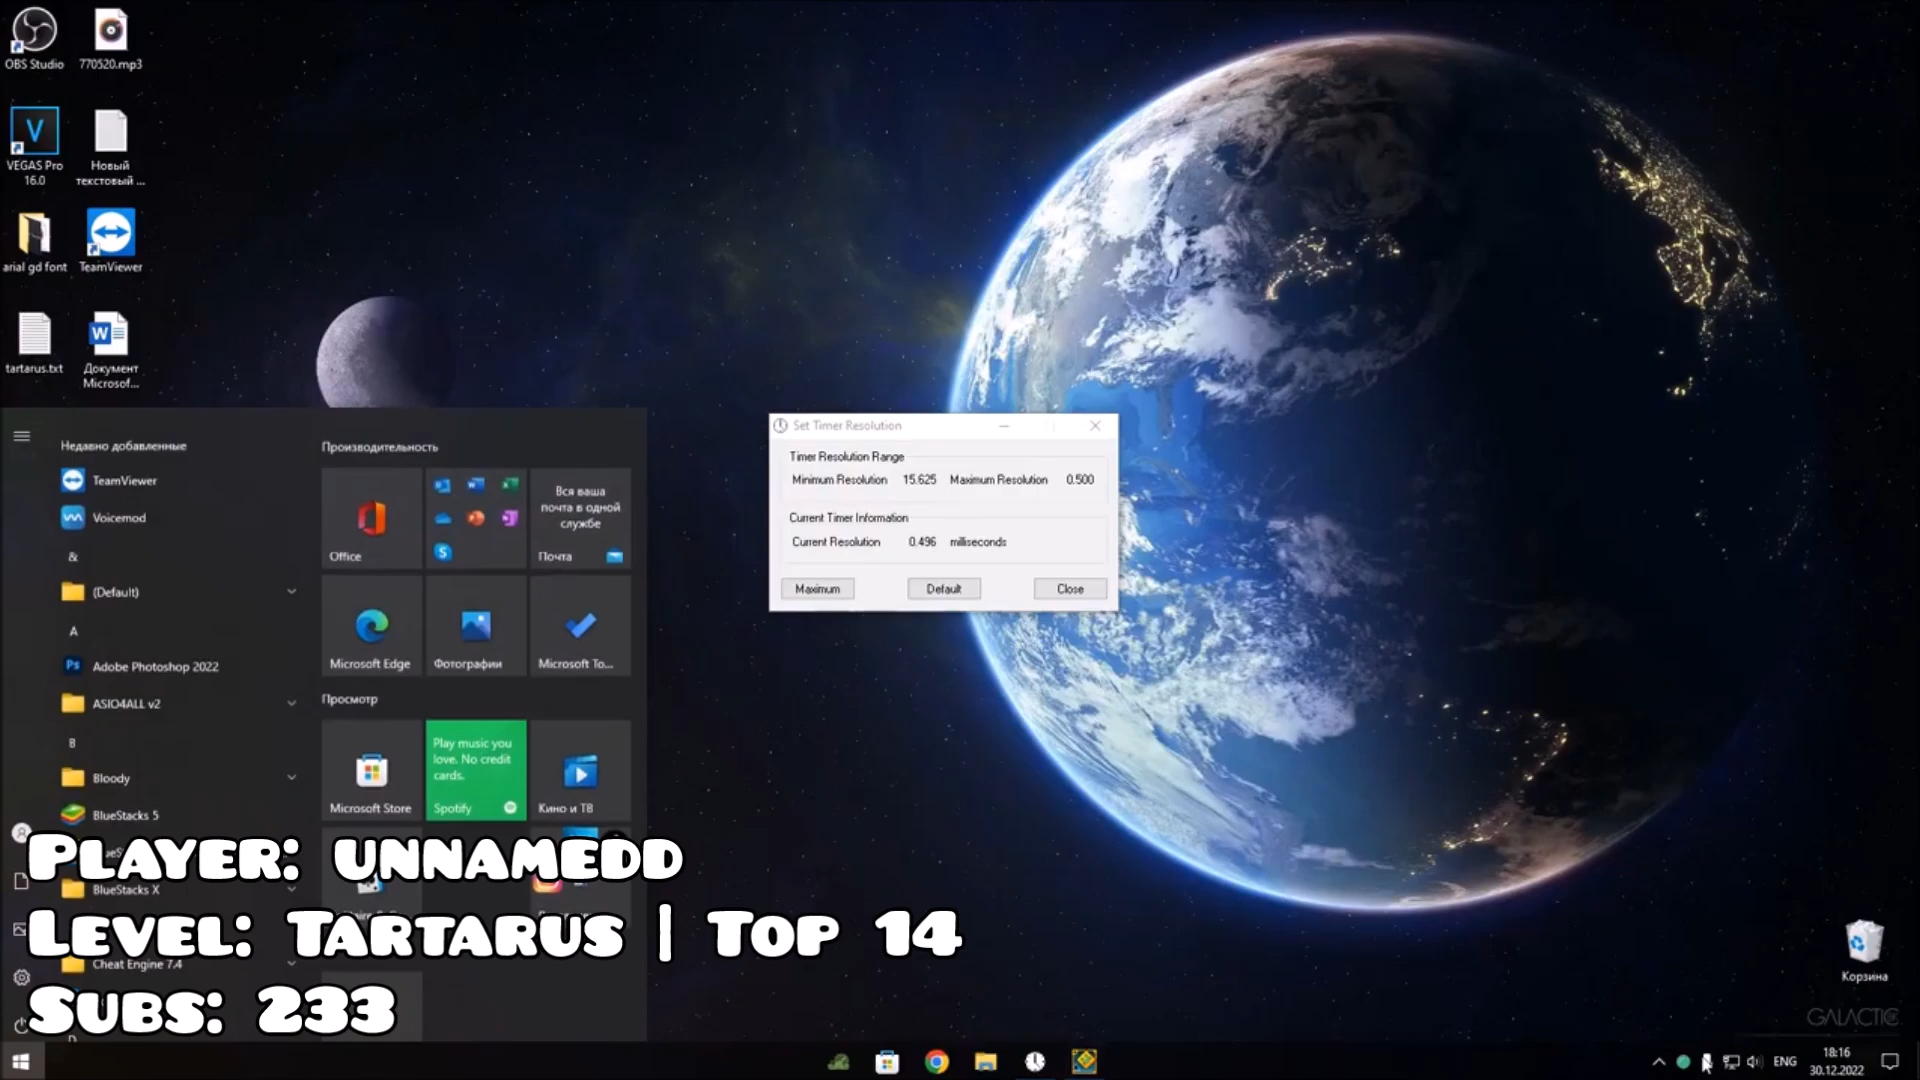 OBS Studio
770520.mp3
VEGAS Pro
16.0
Новый
текстовый ...
arial gd font
TeamViewer
tartarus.txt
Документ
Microsof...
Недавно добавленные
TeamViewer
Voicemod
&
(Default)
A
Adobe Photoshop 2022
ASIO4ALL v2
B
Bloody
BlueStacks 5
BlueStacks X
Cheat Engine 7.4
Производительность
Office
Вся ваша
почта в одной
службе
Почта
Microsoft Edge
Фотографии
Microsoft To...
Просмотр
Microsoft Store
Play music you
love. No credit
cards.
Spotify
Кино и ТВ
Set Timer Resolution
Timer Resolution Range
Minimum Resolution 15.625 Maximum Resolution 0.500
Current Timer Information
Current Resolution 0.496 milliseconds
Maximum Default Close
Player: unnamedd
Level: Tartarus | Top 14
Subs: 233
Корзина
GALACTIC
ENG
18:16
30.12.2022